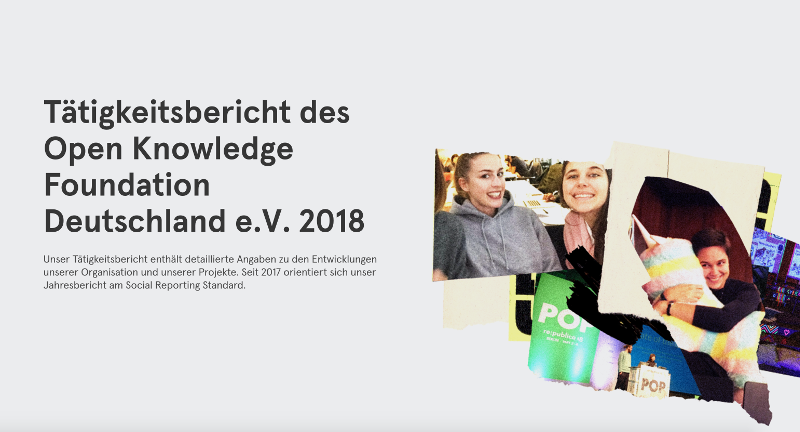 Tätigkeitsbericht des
Open Knowledge
Foundation
Deutschland e.V. 2018
Unser Tätigkeitsbericht enthält detaillierte Angaben zu den Entwicklungen
unserer Organisation und unserer Projekte. Seit 2017 orientiert sich unser
Jahresbericht am Social Reporting Standard.
POP
re:publica
POP